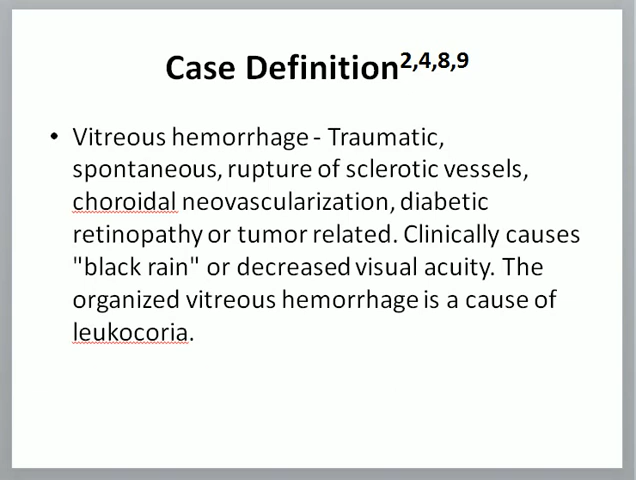 Case Definition2,4,8,9
• Vitreous hemorrhage - Traumatic,
spontaneous, rupture of sclerotic vessels,
choroidal neovascularization, diabetic
retinopathy or tumor related. Clinically causes
"black rain" or decreased visual acuity. The
organized vitreous hemorrhage is a cause of
leukocoria.